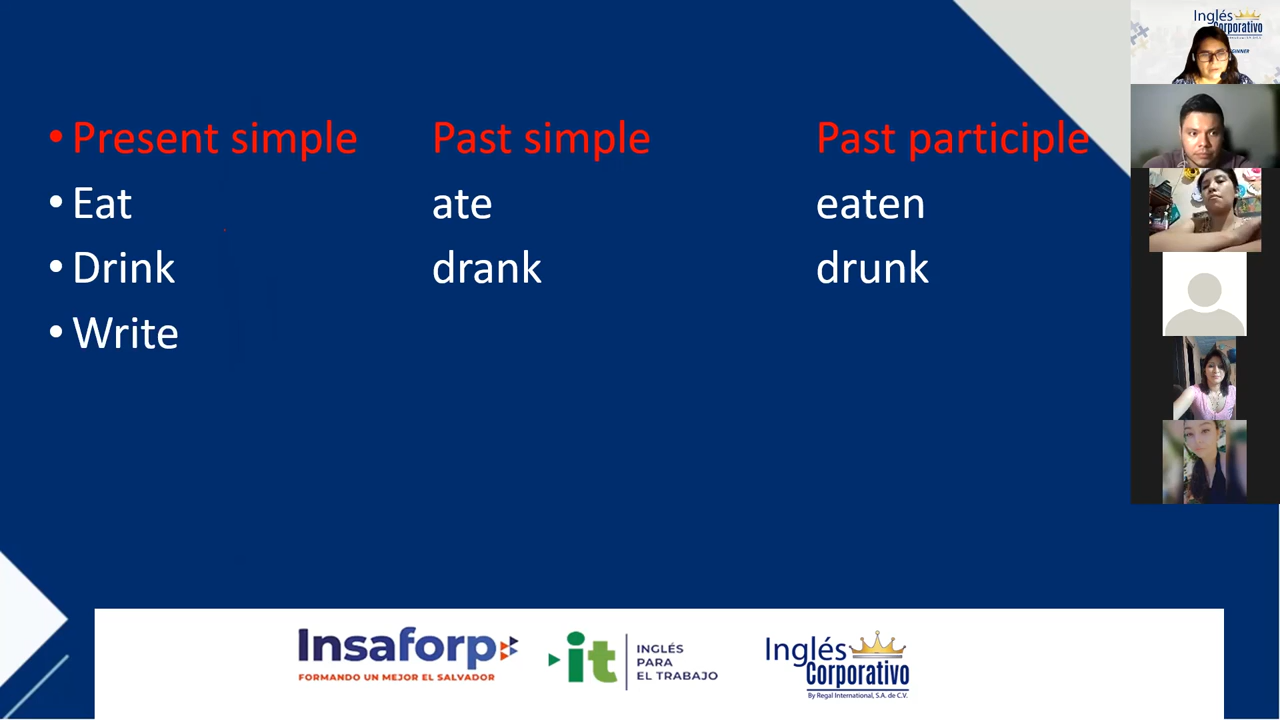 • Present simple Past simple Past participle
• Eat ate eaten
• Drink drank drunk
• Write
Inglés
Corporativo
Insaforp
FORMANDO UN MEJOR EL SALVADOR
it
INGLÉS
PARA
EL TRABAJO
Inglés
Corporativo
By Regal International, S.A. de C.V.